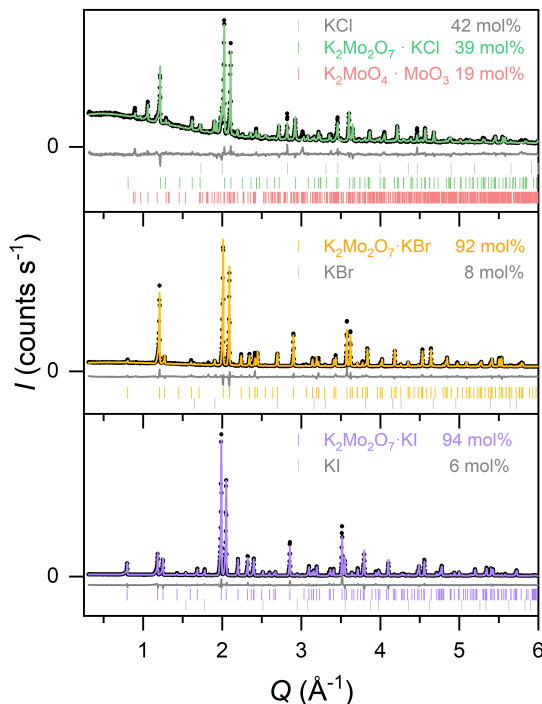 KCl 42 mol%
K₂Mo₂O₇ · KCl 39 mol%
K₂MoO₄ · MoO₃ 19 mol%
0
K₂Mo₂O₇·KBr 92 mol%
KBr 8 mol%
0
I (counts s⁻¹)
K₂Mo₂O₇·KI 94 mol%
KI 6 mol%
0
1 2 3 4 5 6
Q (Å⁻¹)